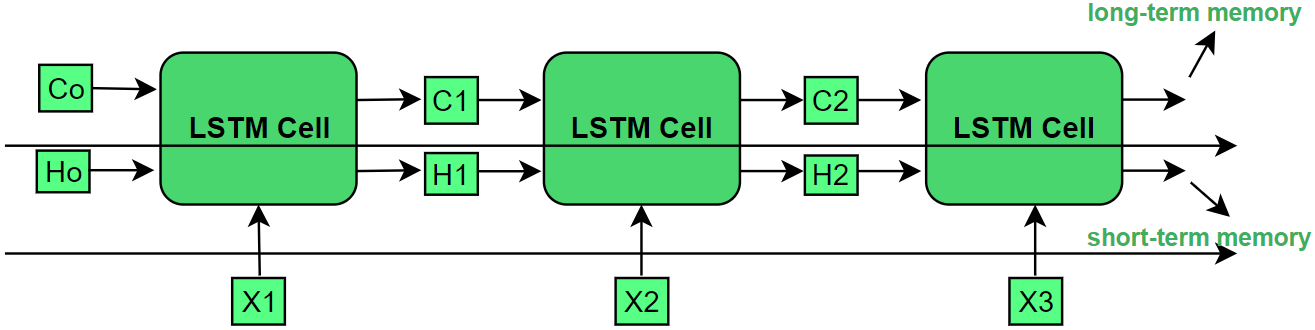 long-term memory
Co
C1
C2
LSTM Cell
LSTM Cell
LSTM Cell
Ho
H1
H2
short-term memory
X1
X2
X3